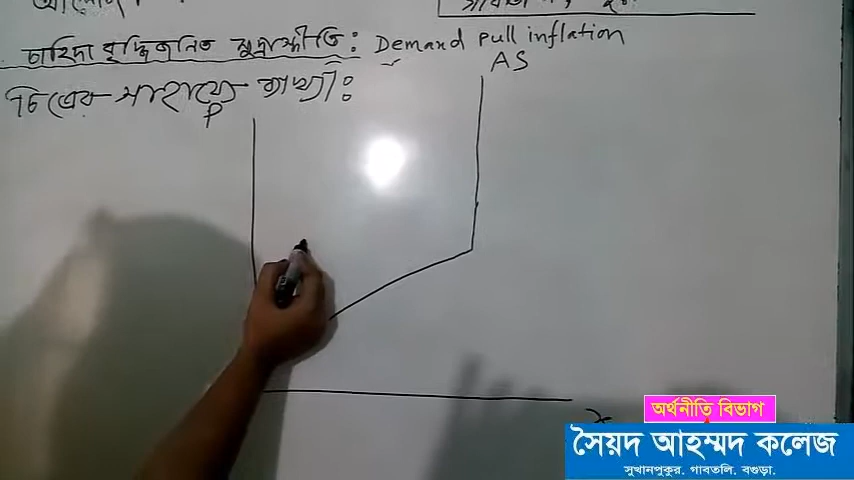 চাহিদা বৃদ্ধিজনিত মুদ্রাস্ফীতি : Demand pull inflation
চিত্রের সাহায্যে ব্যাখ্যা :
AS
P
অর্থনীতি বিভাগ
সৈয়দ আহম্মদ কলেজ
সুখানপুকুর, গাবতলি, বগুড়া.